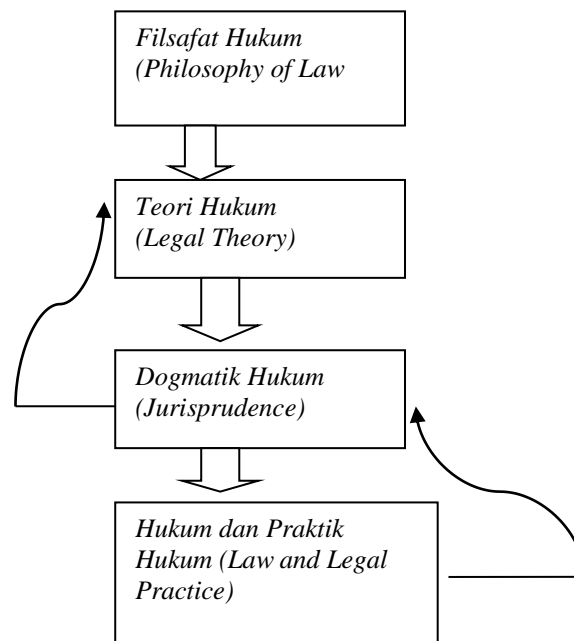 Filsafat Hukum
(Philosophy of Law
Teori Hukum
(Legal Theory)
Dogmatik Hukum
(Jurisprudence)
Hukum dan Praktik
Hukum (Law and Legal
Practice)